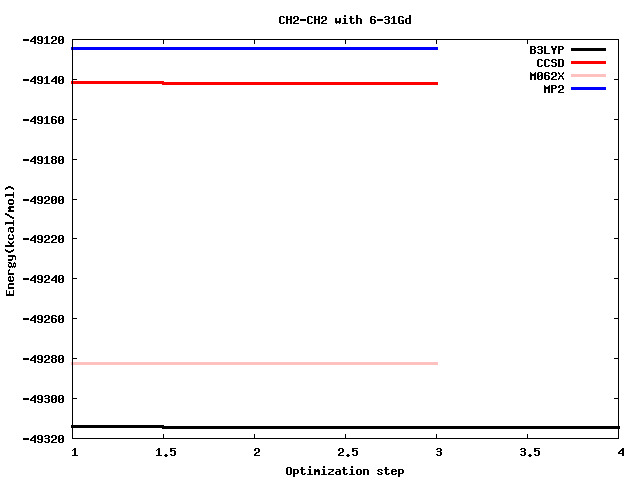 CH2-CH2 with 6-31Gd
-49120
-49140
-49160
-49180
-49200
-49220
-49240
-49260
-49280
-49300
-49320
Energy(kcal/mol)
B3LYP
CCSD
M062X
MP2
1 1.5 2 2.5 3 3.5 4
Optimization step